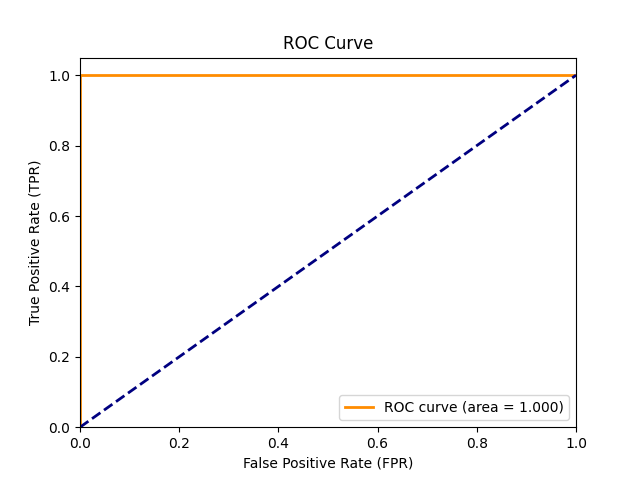 ROC Curve
1.0
0.8
0.6
0.4
0.2
0.0
True Positive Rate (TPR)
ROC curve (area = 1.000)
0.0 0.2 0.4 0.6 0.8 1.0
False Positive Rate (FPR)